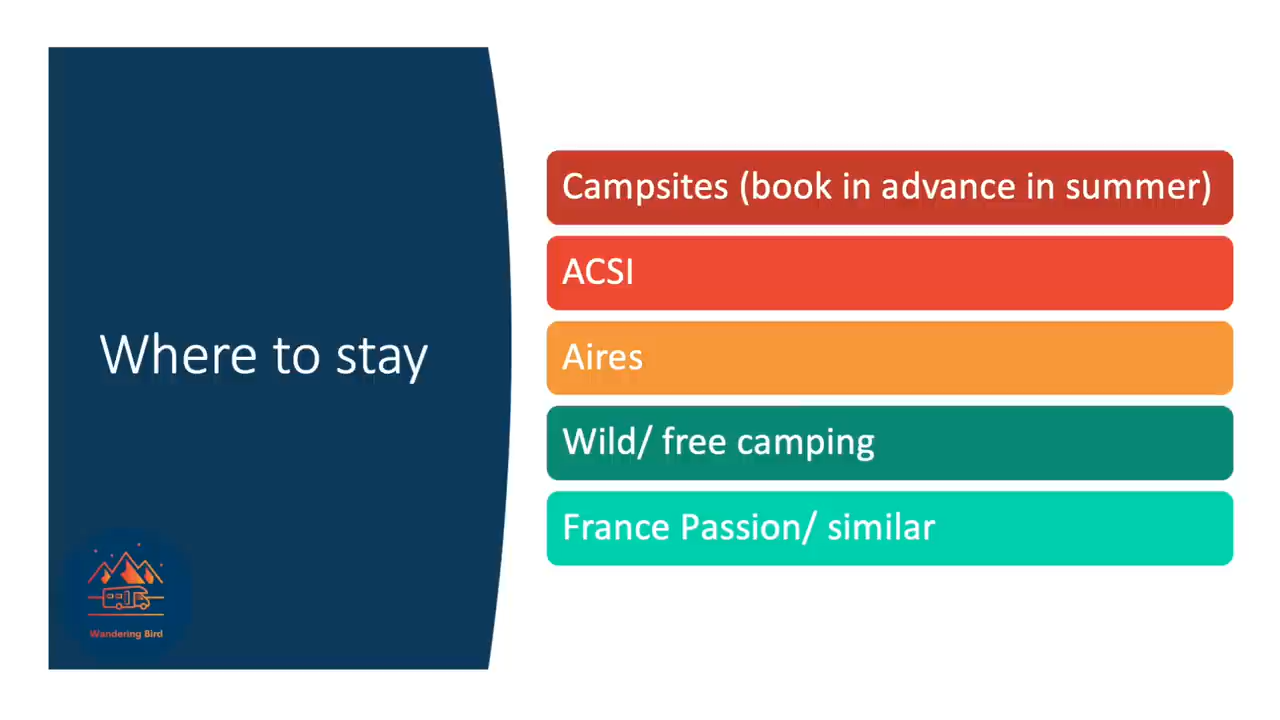 Where to stay
Campsites (book in advance in summer)
ACSI
Aires
Wild/ free camping
France Passion/ similar
Wandering Bird